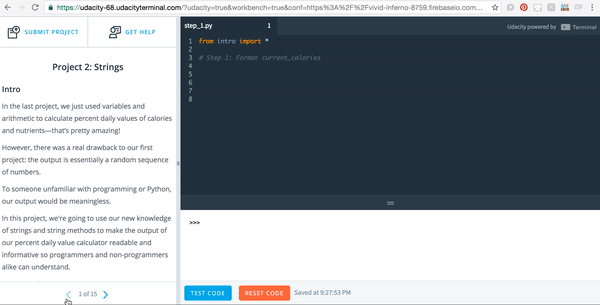 https://udacity-68.udacityterminal.com/?udacity=true&workbench=true&conf=https%3A%2F%2Fvivid-inferno-8759.firebaseio.com...
SUBMIT PROJECT
GET HELP
Project 2: Strings
Intro
In the last project, we just used variables and
arithmetic to calculate percent daily values of calories
and nutrients—that's pretty amazing!
However, there was a real drawback to our first
project: the output is essentially a random sequence
of numbers.
To someone unfamiliar with programming or Python,
our output would be meaningless.
In this project, we're going to use our new knowledge
of strings and string methods to make the output of
our percent daily value calculator readable and
informative so programmers and non-programmers
alike can understand.
1 of 15
step_1.py
1
Udacity powered by
Terminal
1 from intro import *
2
3 # Step 1: Format current_calories
4
5
6
7
8
>>>
TEST CODE
RESET CODE
Saved at 9:27:53 PM